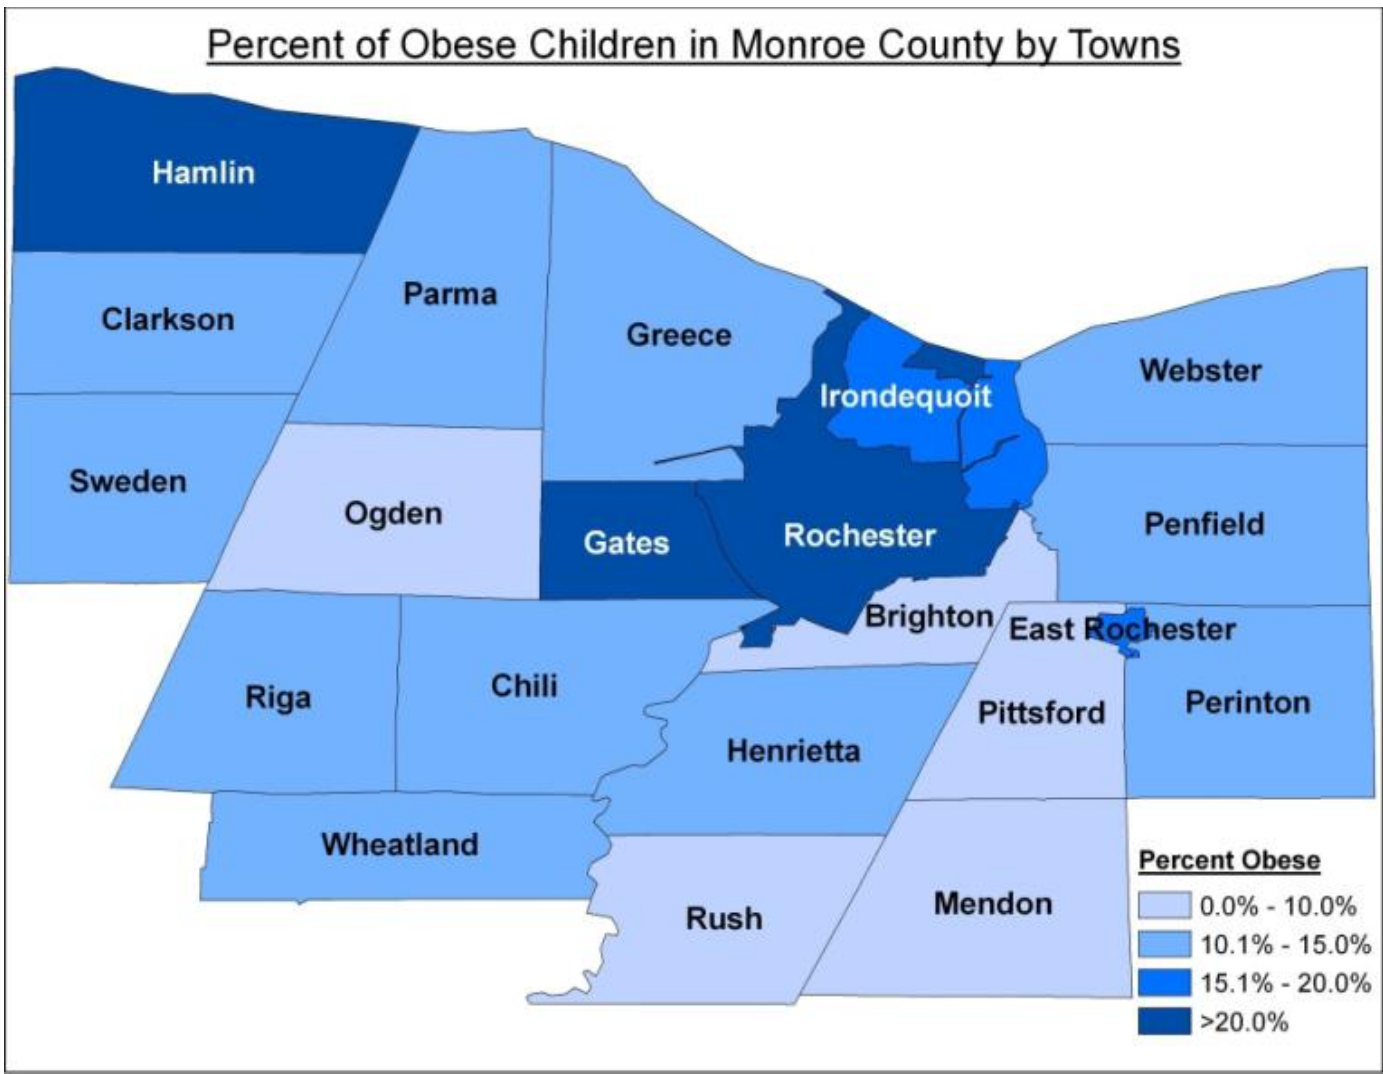 Percent of Obese Children in Monroe County by Towns
Hamlin
Parma
Clarkson
Greece
Webster
Irondequoit
Sweden
Ogden
Gates
Rochester
Penfield
Brighton
East Rochester
Riga
Chili
Pittsford
Perinton
Henrietta
Wheatland
Rush
Mendon
Percent Obese
0.0% - 10.0%
10.1% - 15.0%
15.1% - 20.0%
>20.0%